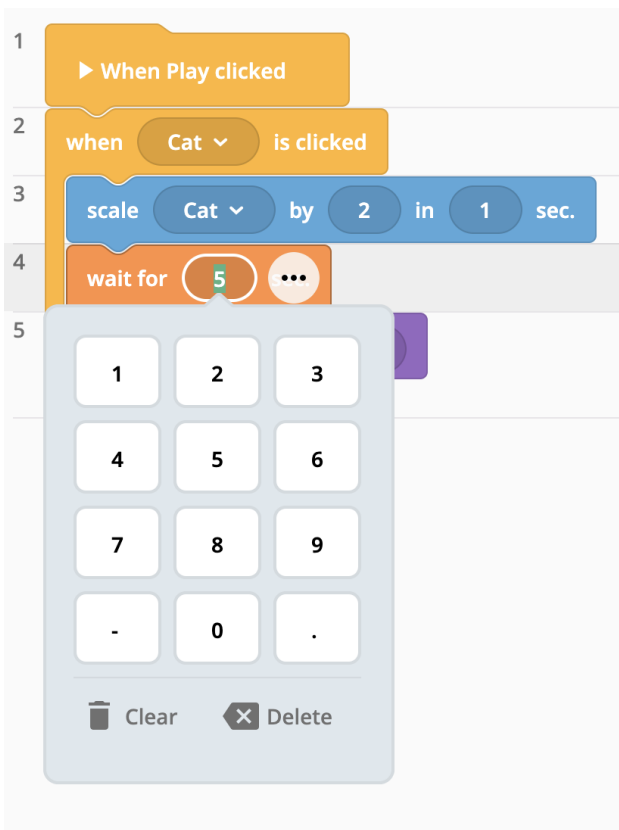 1
When Play clicked
2
when Cat is clicked
3
scale Cat by 2 in 1 sec.
4
wait for 5
5
1 2 3
4 5 6
7 8 9
- 0 .
Clear Delete